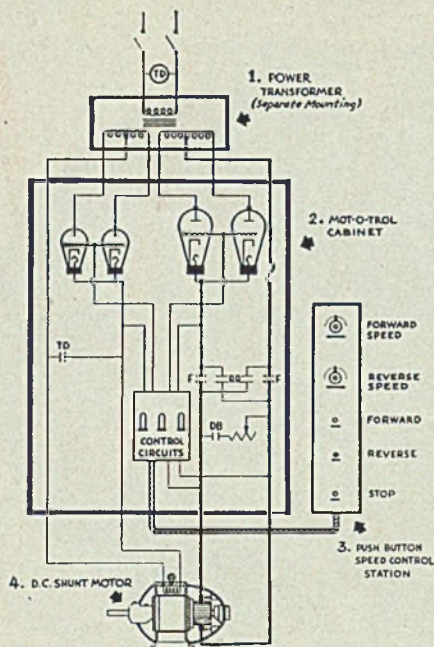 TD
1. POWER
TRANSFORMER
(Separate Mounting)
2. MOT-O-TROL
CABINET
TD
F
R R
F
DB
CONTROL
CIRCUITS
FORWARD
SPEED
REVERSE
SPEED
FORWARD
REVERSE
STOP
3. PUSH BUTTON
SPEED CONTROL
STATION
4. D.C. SHUNT MOTOR